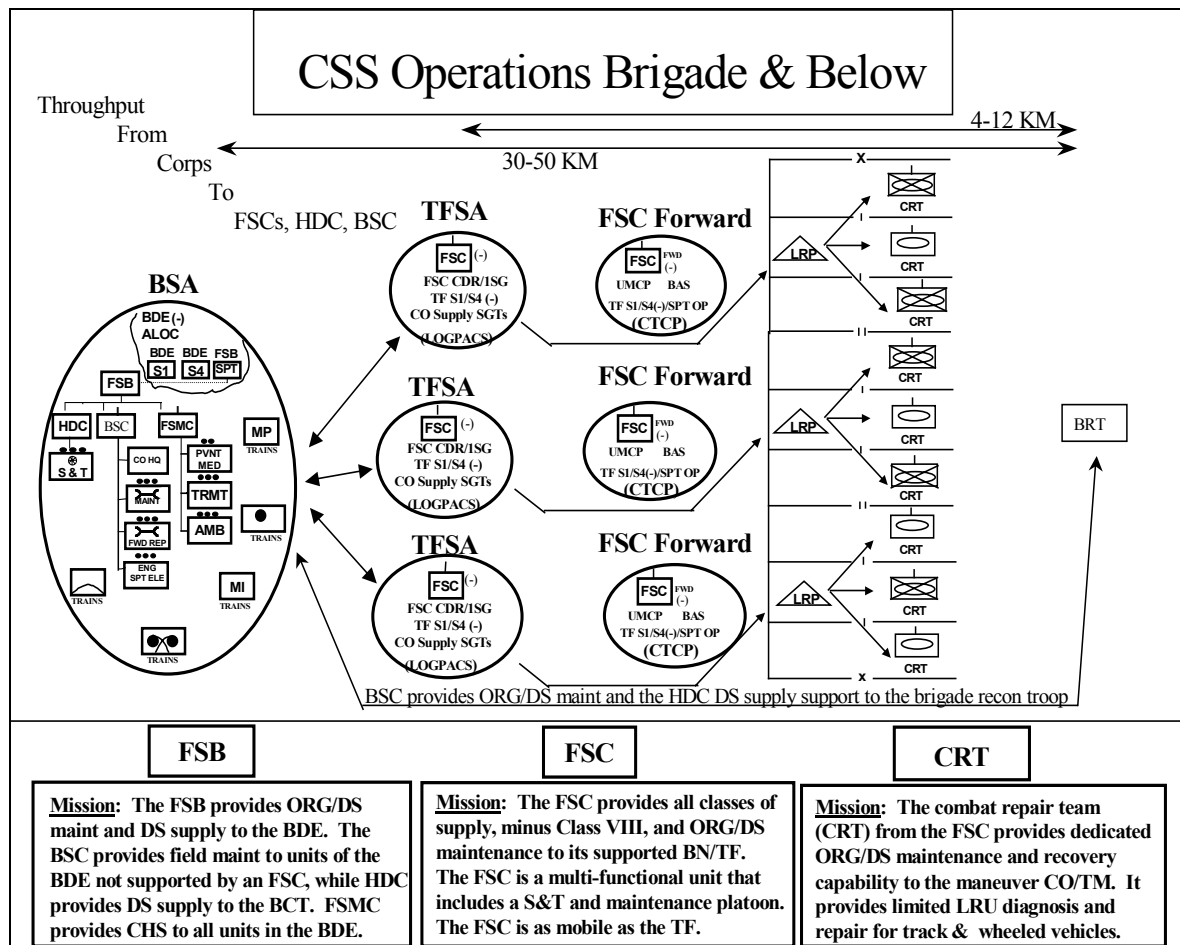 CSS Operations Brigade & Below
Throughput
From
Corps
To
FSCs, HDC, BSC
4-12 KM
30-50 KM
BSA
BDE (-)
ALOC
BDE BDE FSB
S1 S4 SPT
FSB
HDC BSC FSMC
S & T
CO HQ
MAINT
FWD REP
ENG
SPT ELE
PVNT
MED
TRMT
AMB
MP
TRAINS
TRAINS
MI
TRAINS
TRAINS
TRAINS
TFSA
FSC (-)
FSC CDR/1SG
TF S1/S4 (-)
CO Supply SGTs
(LOGPACS)
TFSA
FSC (-)
FSC CDR/1SG
TF S1/S4 (-)
CO Supply SGTs
(LOGPACS)
TFSA
FSC (-)
FSC CDR/1SG
TF S1/S4 (-)
CO Supply SGTs
(LOGPACS)
FSC Forward
FSC FWD
(-)
UMCP BAS
TF S1/S4(-)/SPT OP
(CTCP)
FSC Forward
FSC FWD
(-)
UMCP BAS
TF S1/S4(-)/SPT OP
(CTCP)
FSC Forward
FSC FWD
(-)
UMCP BAS
TF S1/S4(-)/SPT OP
(CTCP)
X
LRP
CRT
I
CRT
I
CRT
II
LRP
CRT
I
CRT
I
CRT
II
LRP
CRT
I
CRT
I
CRT
X
BRT
BSC provides ORG/DS maint and the HDC DS supply support to the brigade recon troop
FSB
Mission: The FSB provides ORG/DS
maint and DS supply to the BDE. The
BSC provides field maint to units of the
BDE not supported by an FSC, while HDC
provides DS supply to the BCT. FSMC
provides CHS to all units in the BDE.
FSC
Mission: The FSC provides all classes of
supply, minus Class VIII, and ORG/DS
maintenance to its supported BN/TF.
The FSC is a multi-functional unit that
includes a S&T and maintenance platoon.
The FSC is as mobile as the TF.
CRT
Mission: The combat repair team
(CRT) from the FSC provides dedicated
ORG/DS maintenance and recovery
capability to the maneuver CO/TM. It
provides limited LRU diagnosis and
repair for track & wheeled vehicles.